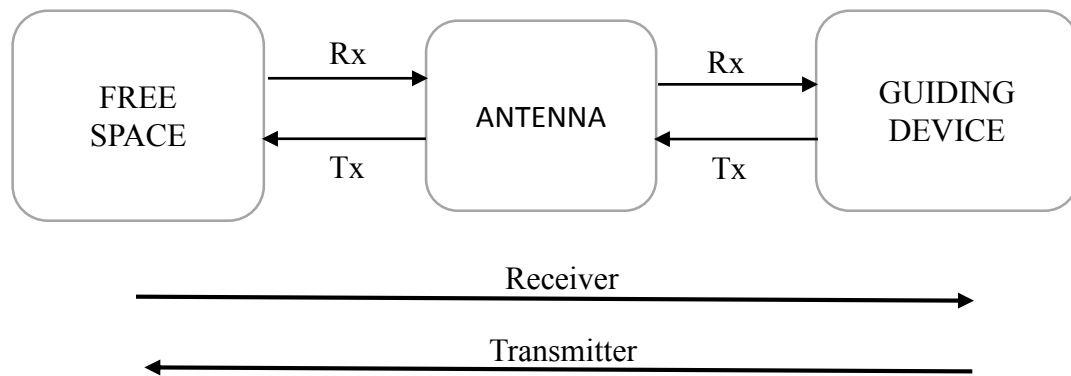 FREE
SPACE
Rx
Tx
ANTENNA
Rx
Tx
GUIDING
DEVICE
Receiver
Transmitter